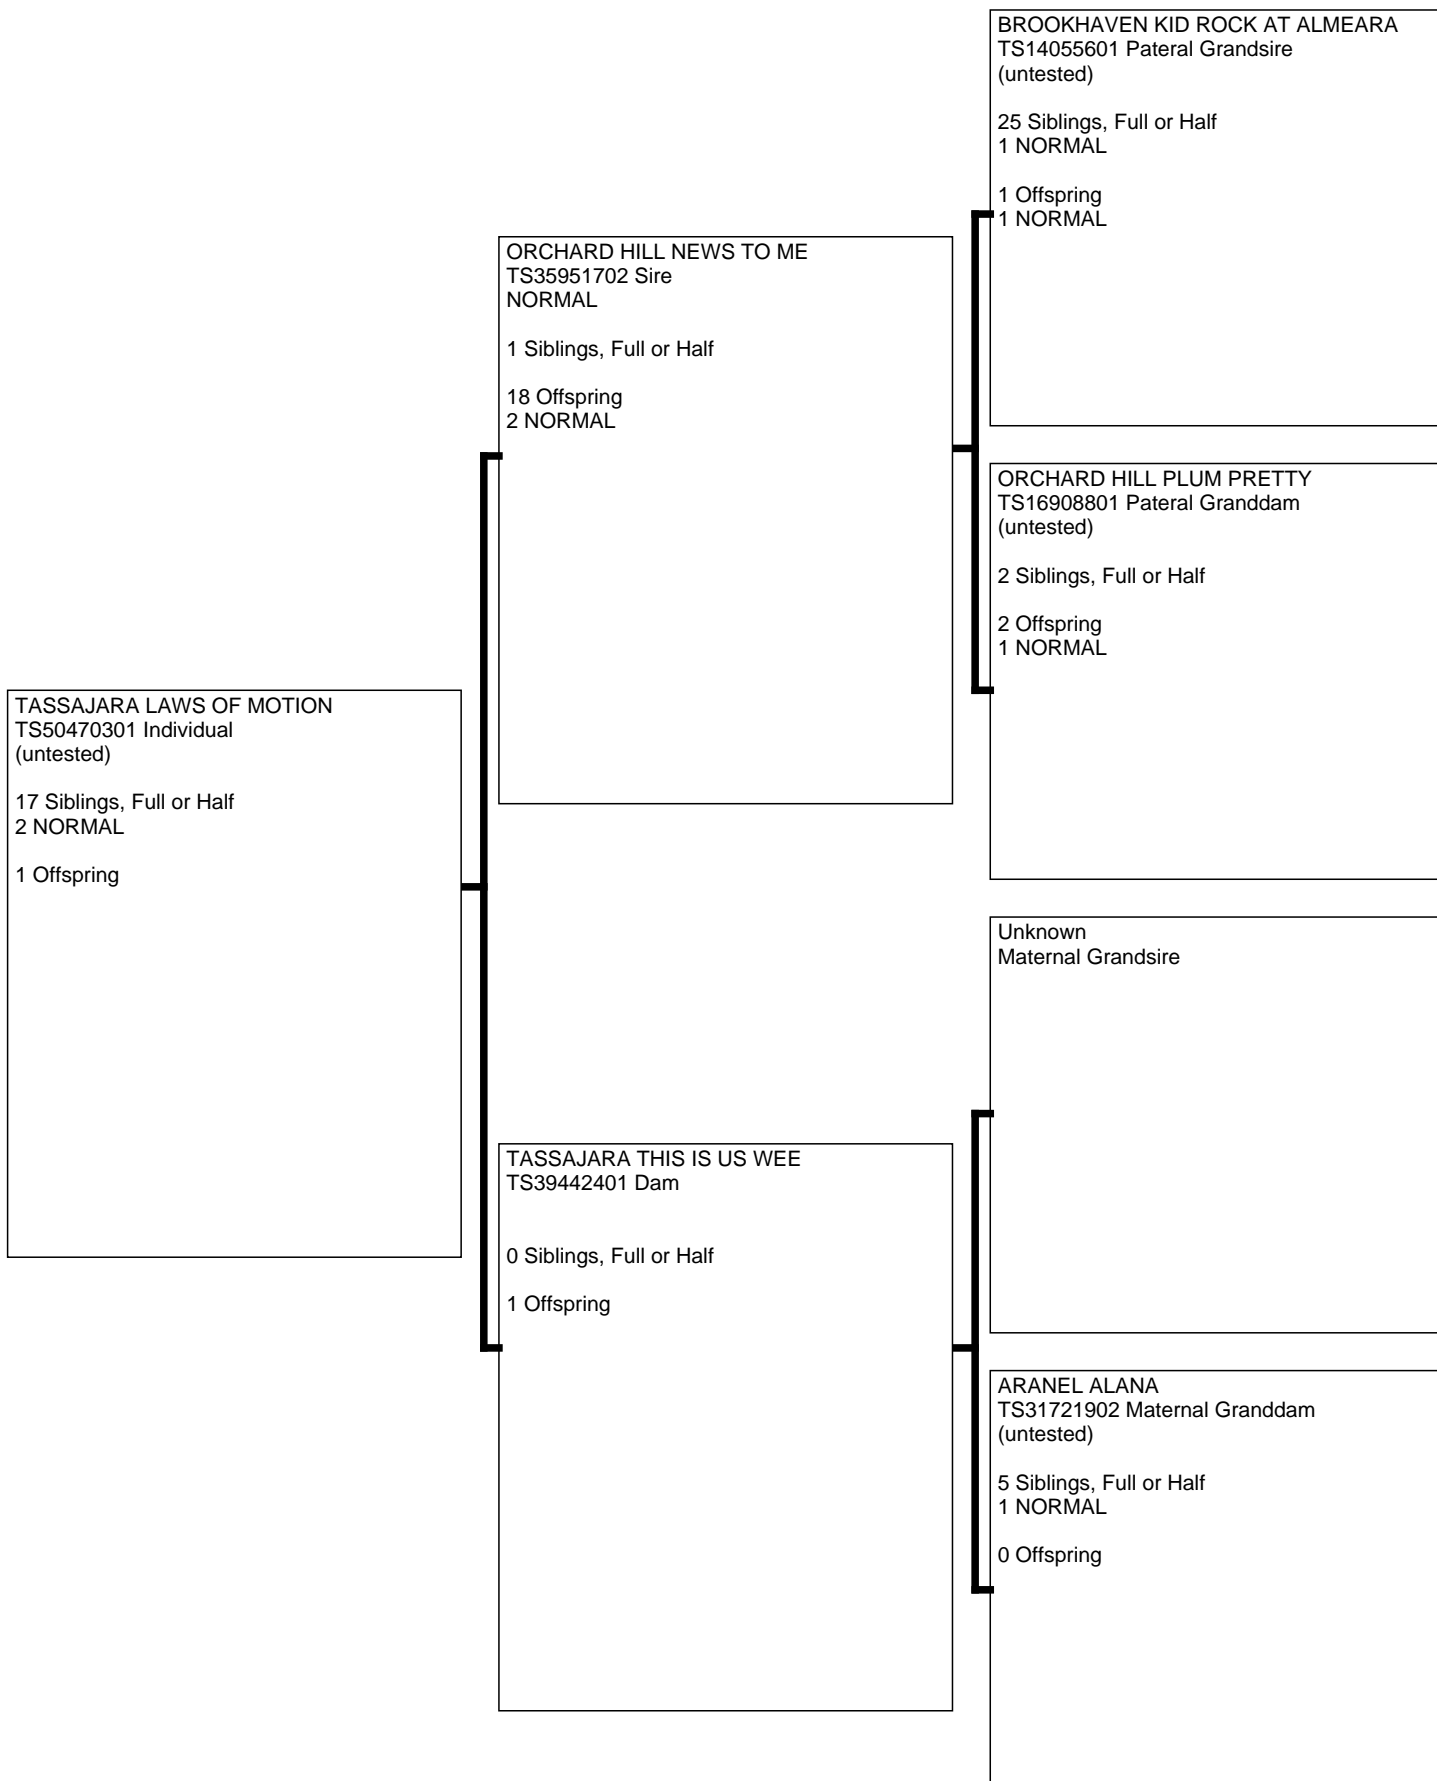 BROOKHAVEN KID ROCK AT ALMEARA
TS14055601 Pateral Grandsire
(untested)
25 Siblings, Full or Half
1 NORMAL
1 Offspring
1 NORMAL
ORCHARD HILL NEWS TO ME
TS35951702 Sire
NORMAL
1 Siblings, Full or Half
18 Offspring
2 NORMAL
ORCHARD HILL PLUM PRETTY
TS16908801 Pateral Granddam
(untested)
2 Siblings, Full or Half
2 Offspring
1 NORMAL
TASSAJARA LAWS OF MOTION
TS50470301 Individual
(untested)
17 Siblings, Full or Half
2 NORMAL
1 Offspring
Unknown
Maternal Grandsire
TASSAJARA THIS IS US WEE
TS39442401 Dam
0 Siblings, Full or Half
1 Offspring
ARANEL ALANA
TS31721902 Maternal Granddam
(untested)
5 Siblings, Full or Half
1 NORMAL
0 Offspring